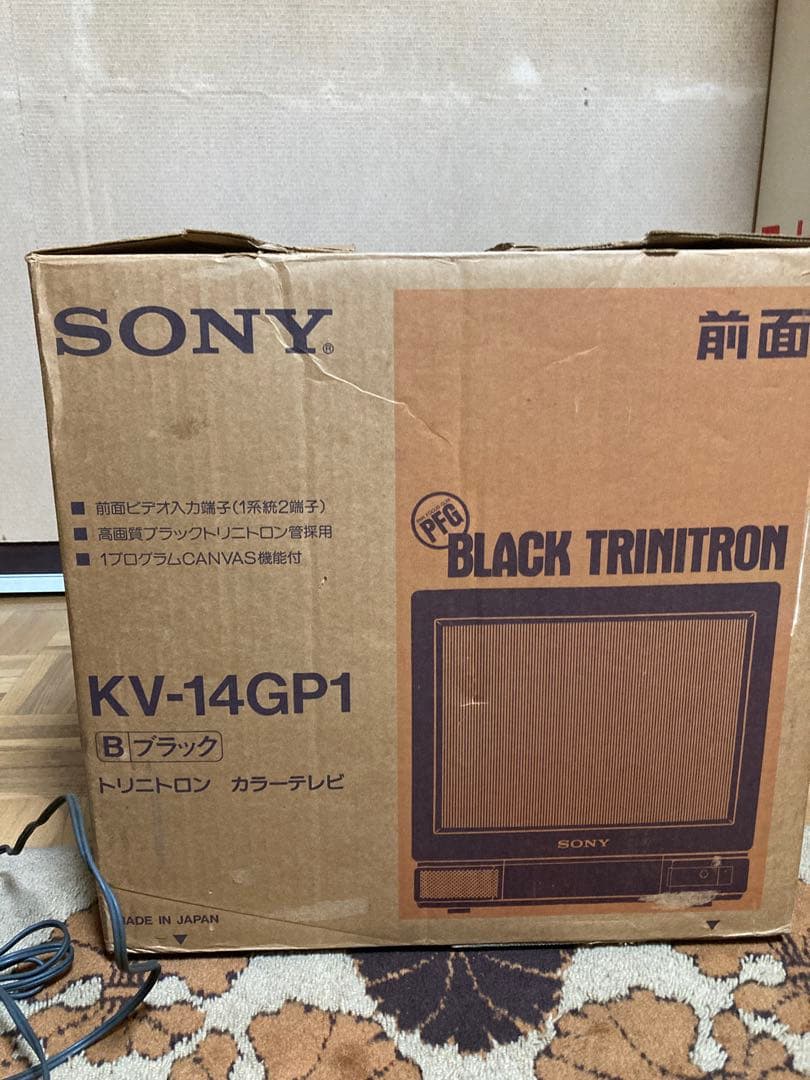 SONY®
前面
■ 前面ビデオ入力端子(1系統2端子)
■ 高画質ブラックトリニトロン管採用
■ 1プログラムCANVAS機能付
PFG
BLACK TRINITRON
KV-14GP1
B ブラック
トリニトロン カラーテレビ
SONY
MADE IN JAPAN